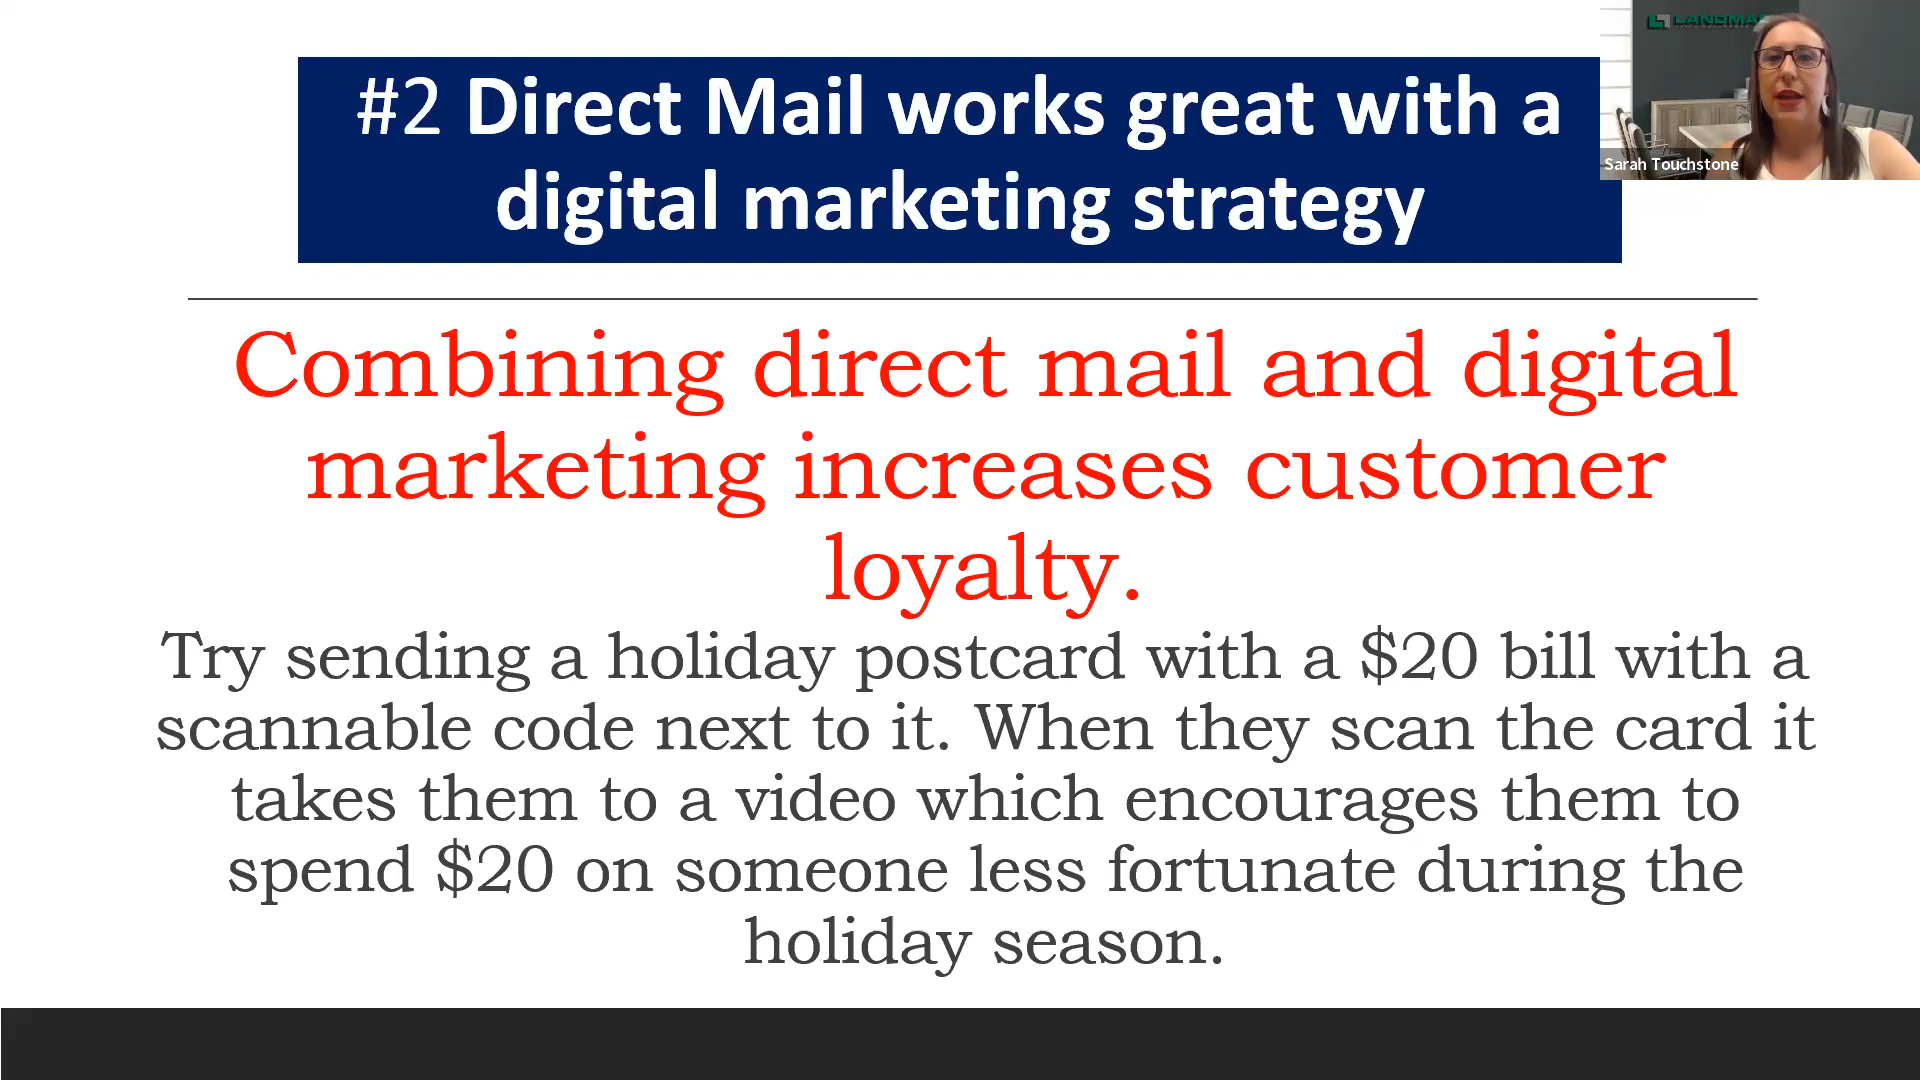 #2 Direct Mail works great with a
digital marketing strategy
Sarah Touchstone
Combining direct mail and digital
marketing increases customer
loyalty.
Try sending a holiday postcard with a $20 bill with a
scannable code next to it. When they scan the card it
takes them to a video which encourages them to
spend $20 on someone less fortunate during the
holiday season.